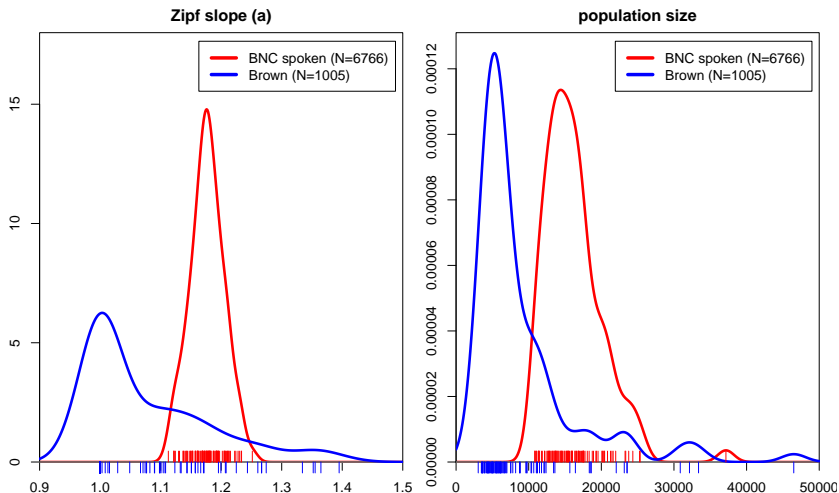 Zipf slope (a)
BNC spoken (N=6766)
Brown (N=1005)
15
10
5
0
0.9 1.0 1.1 1.2 1.3 1.4 1.5
population size
BNC spoken (N=6766)
Brown (N=1005)
0.00012
0.00010
0.00008
0.00006
0.00004
0.00002
0.00000
0 10000 20000 30000 40000 50000